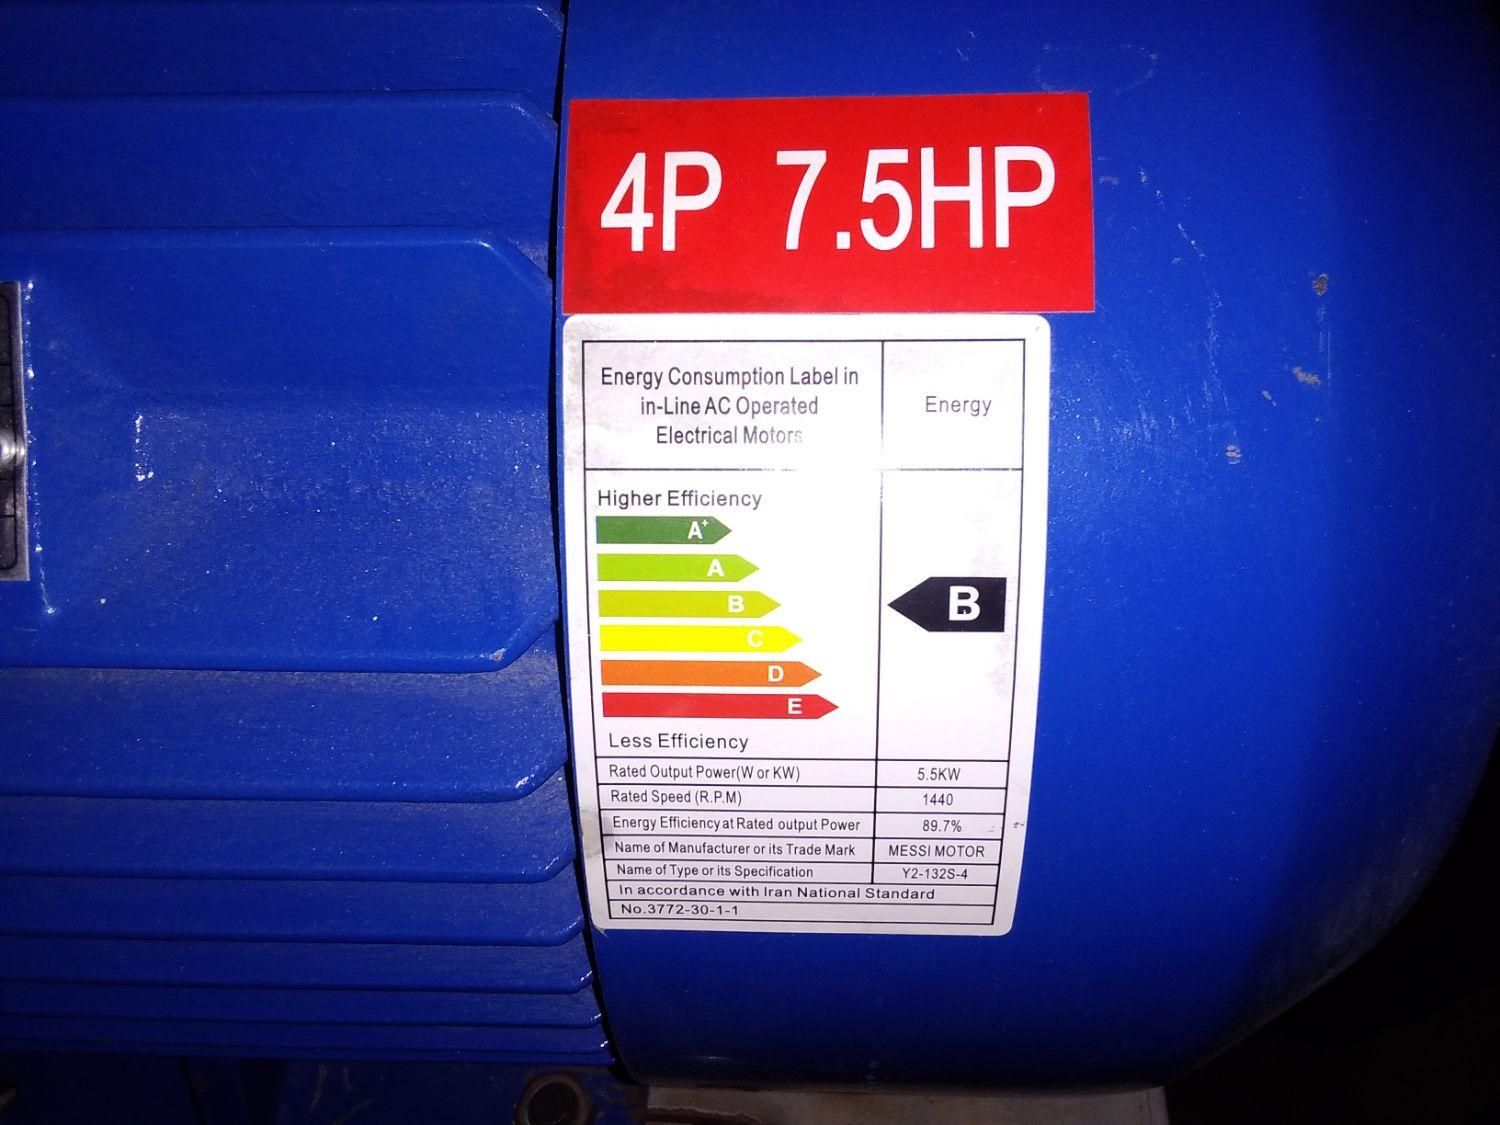 4P 7.5HP
Energy Consumption Label in
in-Line AC Operated
Electrical Motors
Energy
Higher Efficiency
A+
A
B
B
C
D
E
Less Efficiency
Rated Output Power(W or KW) 5.5KW
Rated Speed (R.P.M) 1440
Energy Efficiency at Rated output Power 89.7%
Name of Manufacturer or its Trade Mark MESSI MOTOR
Name of Type or its Specification Y2-132S-4
In accordance with Iran National Standard
No.3772-30-1-1